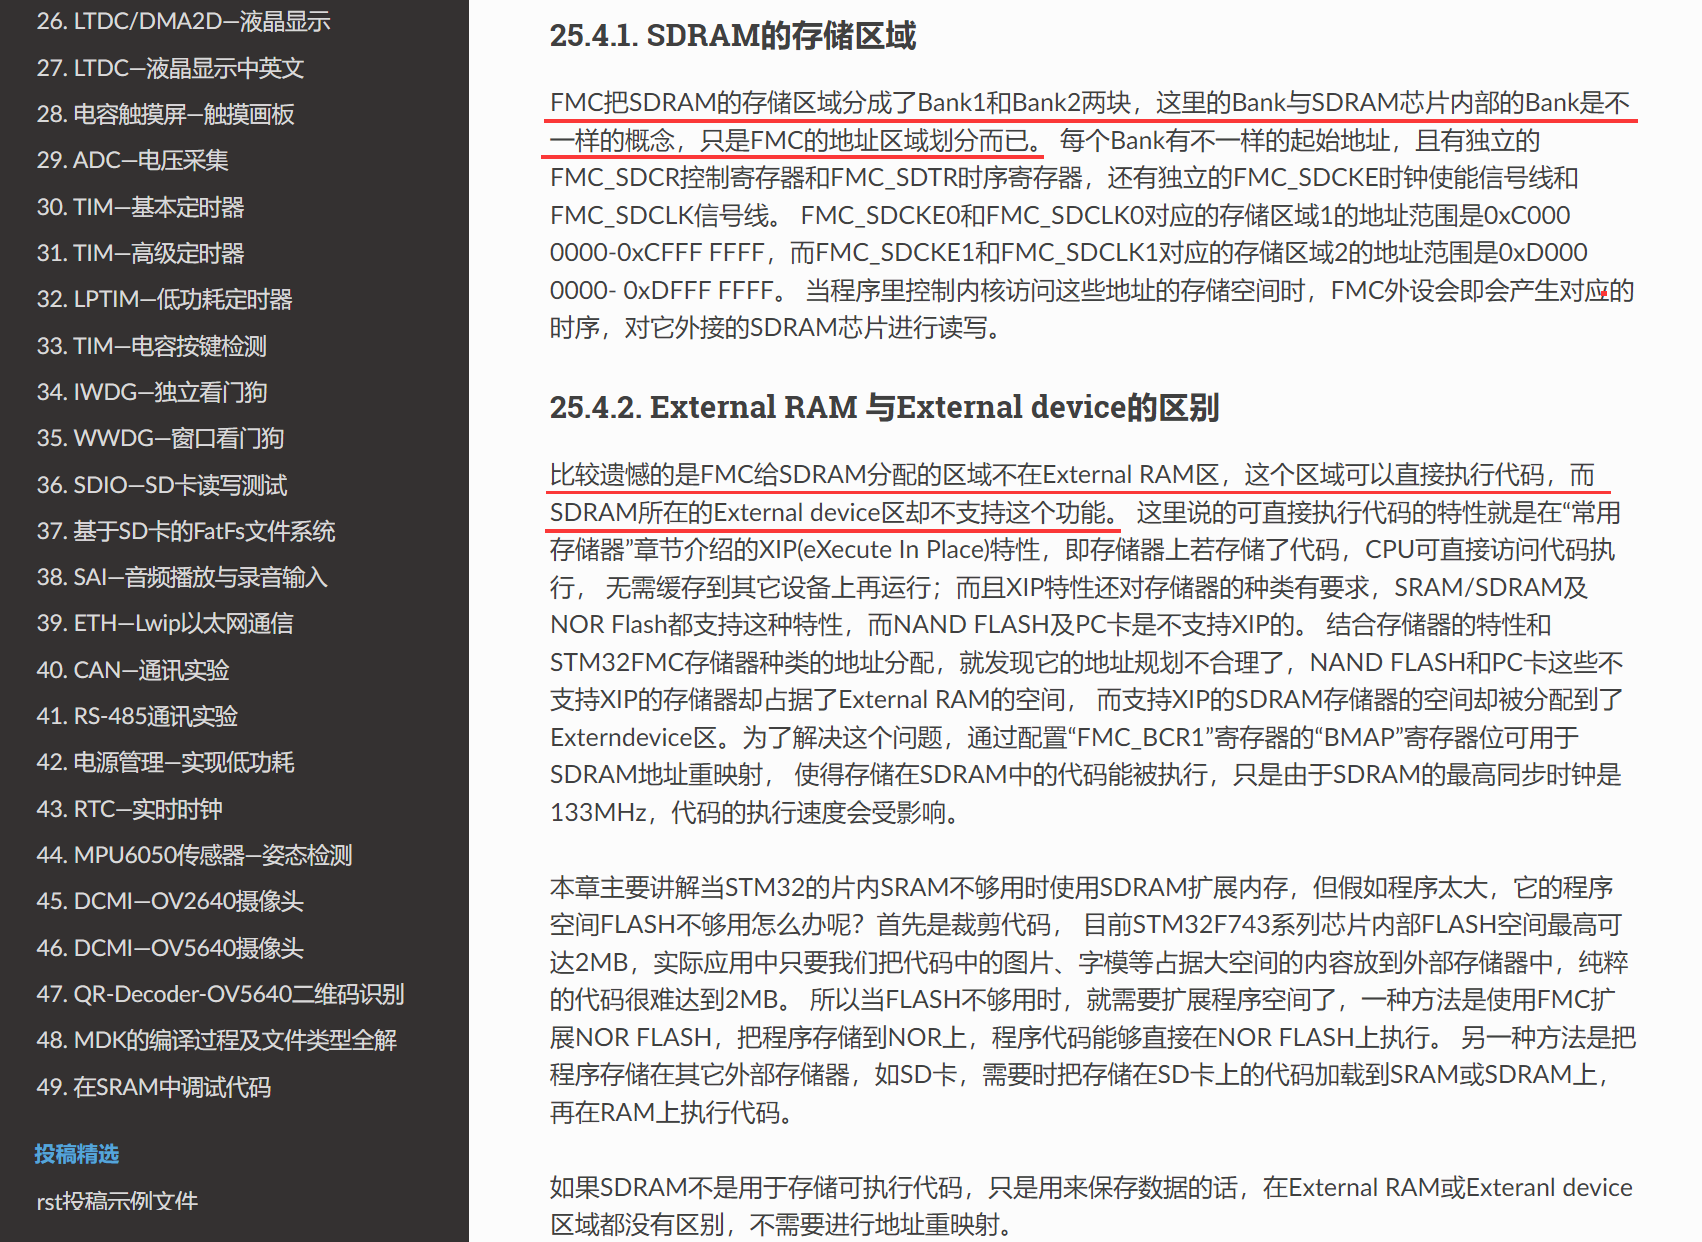 26. LTDC/DMA2D—液晶显示
27. LTDC—液晶显示中英文
28. 电容触摸屏—触摸画板
29. ADC—电压采集
30. TIM—基本定时器
31. TIM—高级定时器
32. LPTIM—低功耗定时器
33. TIM—电容按键检测
34. IWDG—独立看门狗
35. WWDG—窗口看门狗
36. SDIO—SD卡读写测试
37. 基于SD卡的FatFs文件系统
38. SAI—音频播放与录音输入
39. ETH—Lwip以太网通信
40. CAN—通讯实验
41. RS-485通讯实验
42. 电源管理—实现低功耗
43. RTC—实时时钟
44. MPU6050传感器—姿态检测
45. DCMI—OV2640摄像头
46. DCMI—OV5640摄像头
47. QR-Decoder-OV5640二维码识别
48. MDK的编译过程及文件类型全解
49. 在SRAM中调试代码
投稿精选
rst投稿示例文件
25.4.1. SDRAM的存储区域
FMC把SDRAM的存储区域分成了Bank1和Bank2两块，这里的Bank与SDRAM芯片内部的Bank是不
一样的概念，只是FMC的地址区域划分而已。 每个Bank有不一样的起始地址，且有独立的
FMC_SDCR控制寄存器和FMC_SDTR时序寄存器，还有独立的FMC_SDCKE时钟使能信号线和
FMC_SDCLK信号线。 FMC_SDCKE0和FMC_SDCLK0对应的存储区域1的地址范围是0xC000
0000-0xCFFF FFFF，而FMC_SDCKE1和FMC_SDCLK1对应的存储区域2的地址范围是0xD000
0000- 0xDFFF FFFF。 当程序里控制内核访问这些地址的存储空间时，FMC外设会即会产生对应的
时序，对它外接的SDRAM芯片进行读写。
25.4.2. External RAM 与External device的区别
比较遗憾的是FMC给SDRAM分配的区域不在External RAM区，这个区域可以直接执行代码，而
SDRAM所在的External device区却不支持这个功能。 这里说的可直接执行代码的特性就是在“常用
存储器”章节介绍的XIP(eXecute In Place)特性，即存储器上若存储了代码，CPU可直接访问代码执
行， 无需缓存到其它设备上再运行；而且XIP特性还对存储器的种类有要求，SRAM/SDRAM及
NOR Flash都支持这种特性，而NAND FLASH及PC卡是不支持XIP的。 结合存储器的特性和
STM32FMC存储器种类的地址分配，就发现它的地址规划不合理了，NAND FLASH和PC卡这些不
支持XIP的存储器却占据了External RAM的空间， 而支持XIP的SDRAM存储器的空间却被分配到了
Externdevice区。为了解决这个问题，通过配置“FMC_BCR1”寄存器的“BMAP”寄存器位可用于
SDRAM地址重映射， 使得存储在SDRAM中的代码能被执行，只是由于SDRAM的最高同步时钟是
133MHz，代码的执行速度会受影响。
本章主要讲解当STM32的片内SRAM不够用时使用SDRAM扩展内存，但假如程序太大，它的程序
空间FLASH不够用怎么办呢？首先是裁剪代码， 目前STM32F743系列芯片内部FLASH空间最高可
达2MB，实际应用中只要我们把代码中的图片、字模等占据大空间的内容放到外部存储器中，纯粹
的代码很难达到2MB。 所以当FLASH不够用时，就需要扩展程序空间了，一种方法是使用FMC扩
展NOR FLASH，把程序存储到NOR上，程序代码能够直接在NOR FLASH上执行。 另一种方法是把
程序存储在其它外部存储器，如SD卡，需要时把存储在SD卡上的代码加载到SRAM或SDRAM上，
再在RAM上执行代码。
如果SDRAM不是用于存储可执行代码，只是用来保存数据的话，在External RAM或Exteranl device
区域都没有区别，不需要进行地址重映射。